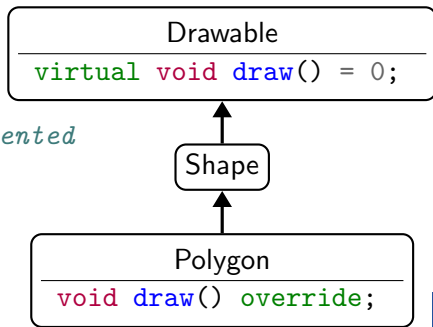 Drawable
virtual void draw() = 0;
ented
Shape
Polygon
void draw() override;